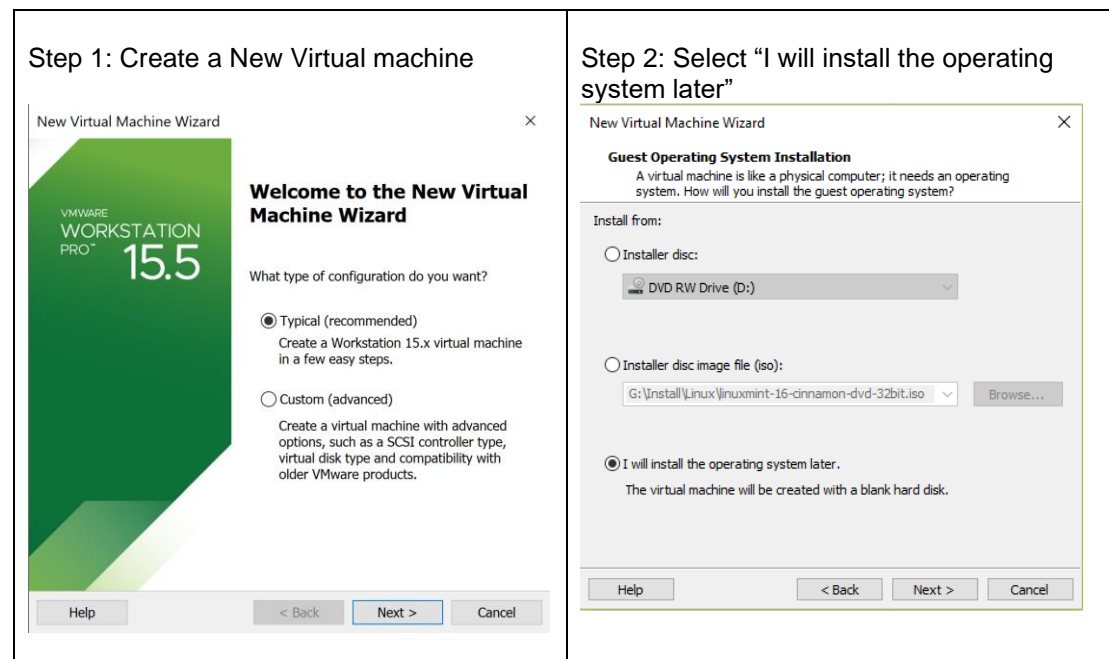 Step 1: Create a New Virtual machine
New Virtual Machine Wizard
VMWARE
WORKSTATION
PRO™ 15.5
Welcome to the New Virtual
Machine Wizard
What type of configuration do you want?
Typical (recommended)
Create a Workstation 15.x virtual machine
in a few easy steps.
Custom (advanced)
Create a virtual machine with advanced
options, such as a SCSI controller type,
virtual disk type and compatibility with
older VMware products.
Help
< Back
Next >
Cancel
Step 2: Select “I will install the operating
system later”
New Virtual Machine Wizard
Guest Operating System Installation
A virtual machine is like a physical computer; it needs an operating
system. How will you install the guest operating system?
Install from:
Installer disc:
DVD RW Drive (D:)
Installer disc image file (iso):
G:\Install\Linux\linuxmint-16-cinnamon-dvd-32bit.iso
Browse...
I will install the operating system later.
The virtual machine will be created with a blank hard disk.
Help
< Back
Next >
Cancel